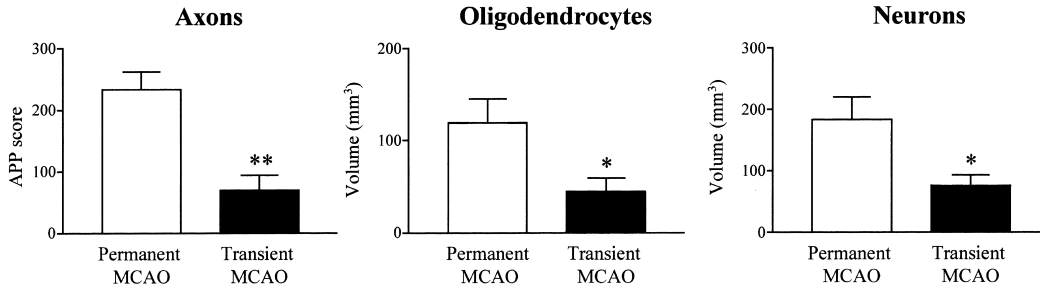 Axons
APP score
300
200
100
0
**
Permanent
MCAO
Transient
MCAO
Oligodendrocytes
Volume (mm³)
200
100
0
*
Permanent
MCAO
Transient
MCAO
Neurons
Volume (mm³)
300
200
100
0
*
Permanent
MCAO
Transient
MCAO